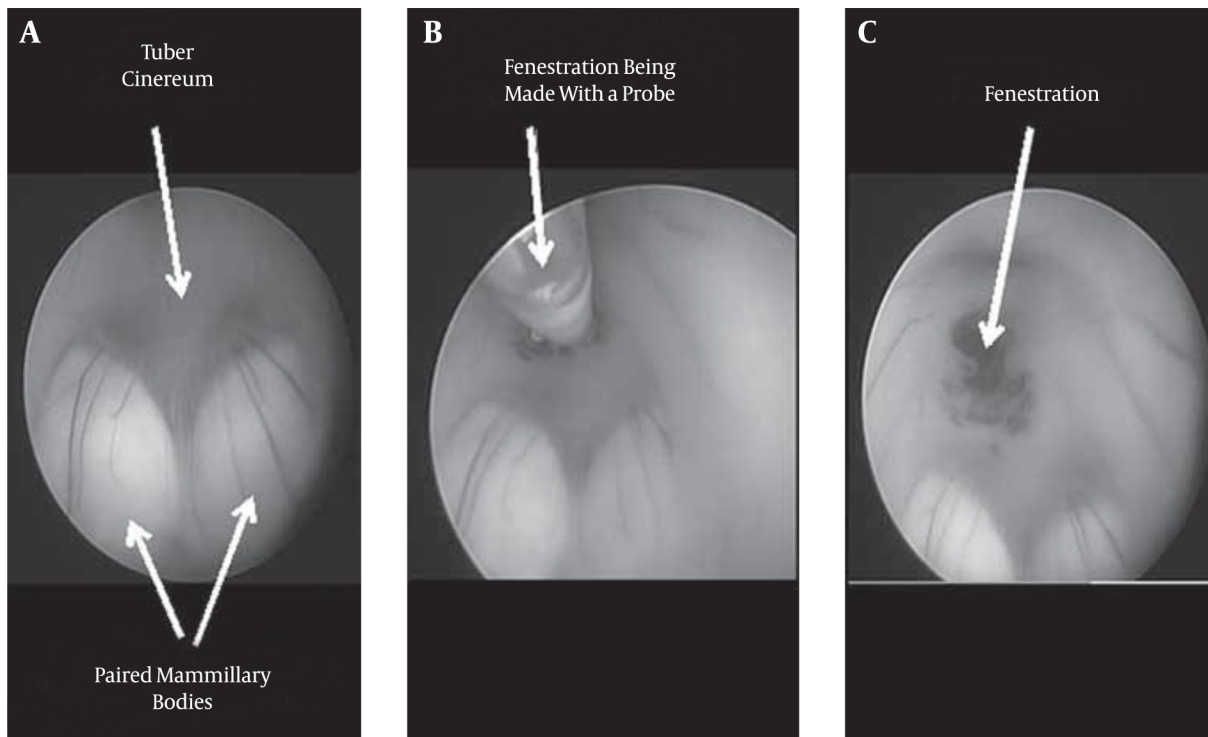 A
Tuber
Cinereum
Paired Mammillary
Bodies
B
Fenestration Being
Made With a Probe
C
Fenestration